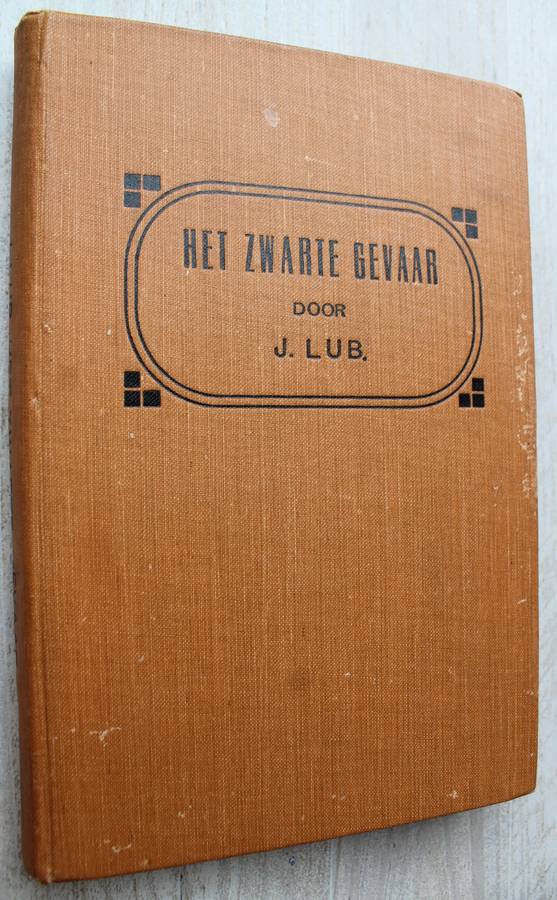 HET ZWARTE GEVAAR
DOOR
J. LUB.